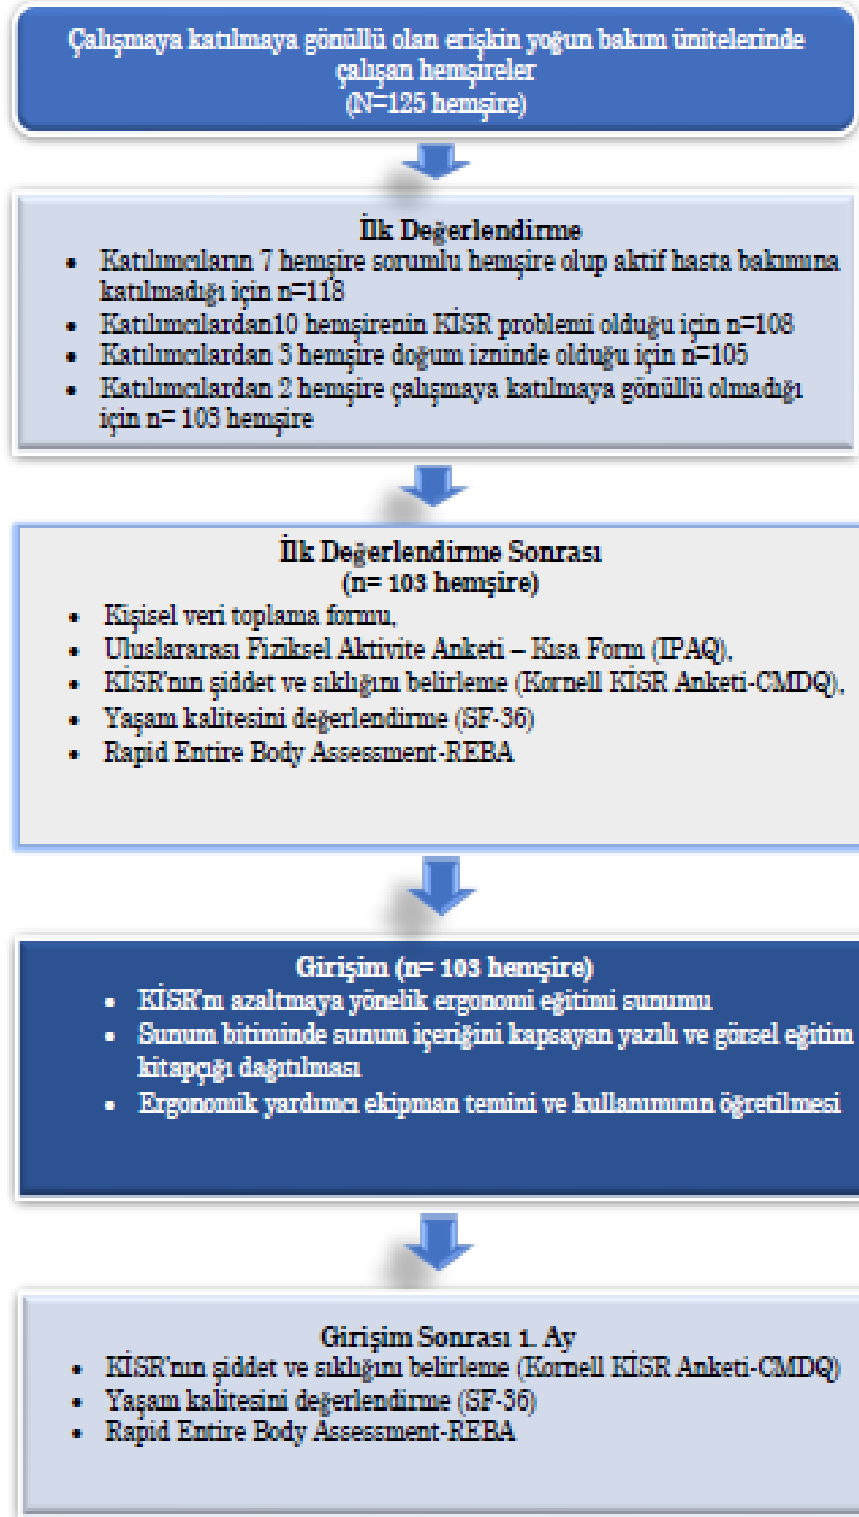 Çalışmaya katılmaya gönüllü olan erişkin yoğun bakım ünitelerinde
çalışan hemşireler
(N=125 hemşire)
İlk Değerlendirme
• Katılımcıların 7 hemşire sorumlu hemşire olup aktif hasta bakımına
katılmadığı için n=118
• Katılımcılardan10 hemşirenin KİSR problemi olduğu için n=108
• Katılımcılardan 3 hemşire doğum izninde olduğu için n=105
• Katılımcılardan 2 hemşire çalışmaya katılmaya gönüllü olmadığı
için n= 103 hemşire
İlk Değerlendirme Sonrası
(n= 103 hemşire)
• Kişisel veri toplama formu,
• Uluslararası Fiziksel Aktivite Anketi – Kısa Form (IPAQ),
• KİSR'nın şiddet ve sıklığını belirleme (Kornell KİSR Anketi-CMDQ),
• Yaşam kalitesini değerlendirme (SF-36)
• Rapid Entire Body Assessment-REBA
Girişim (n= 103 hemşire)
• KİSR'nı azaltmaya yönelik ergonomi eğitimi sunumu
• Sunum bitiminde sunum içeriğini kapsayan yazılı ve görsel eğitim
kitapçığı dağıtılması
• Ergonomik yardımcı ekipman temini ve kullanımının öğretilmesi
Girişim Sonrası 1. Ay
• KİSR'nın şiddet ve sıklığını belirleme (Kornell KİSR Anketi-CMDQ)
• Yaşam kalitesini değerlendirme (SF-36)
• Rapid Entire Body Assessment-REBA